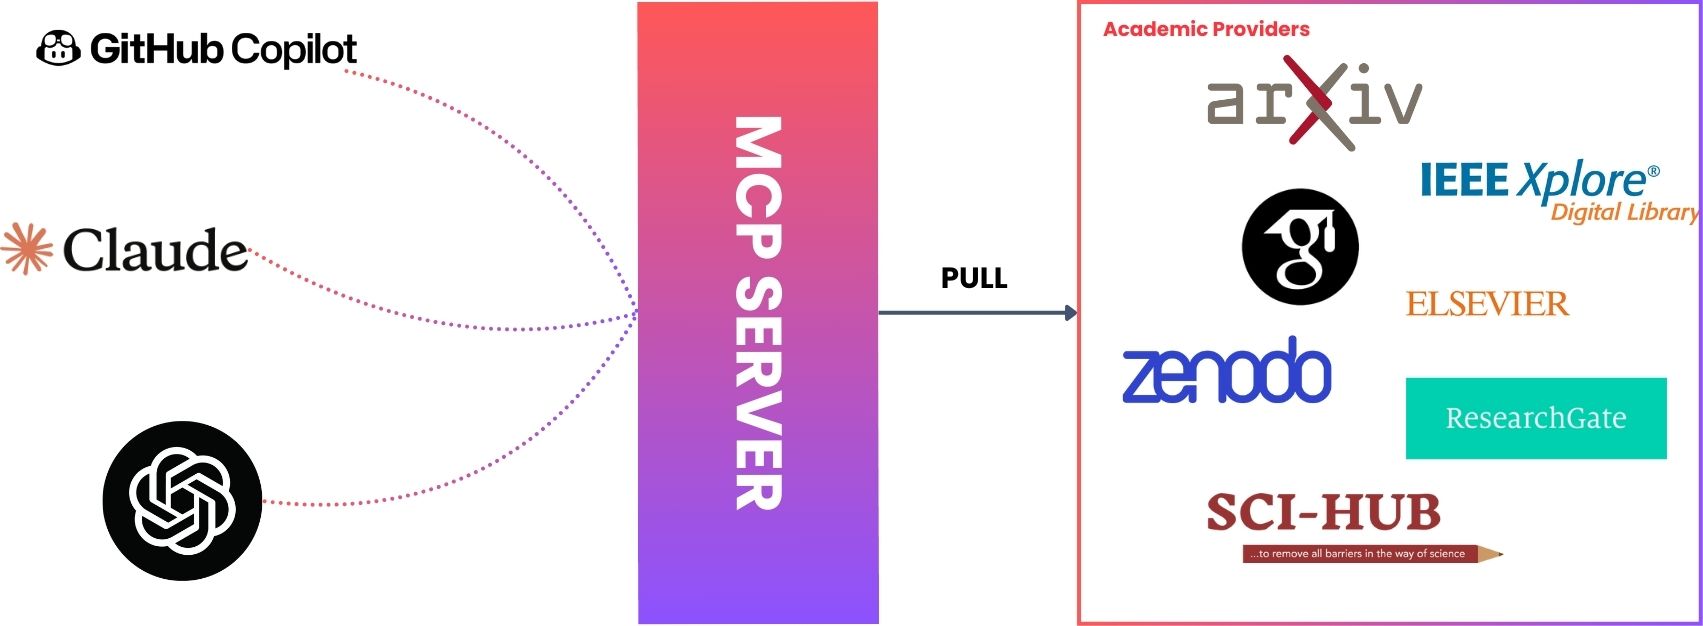 GitHub Copilot
Claude
MCP SERVER
PULL
Academic Providers
arXiv
IEEE Xplore®
Digital Library
g
ELSEVIER
zenodo
ResearchGate
SCI-HUB
...to remove all barriers in the way of science